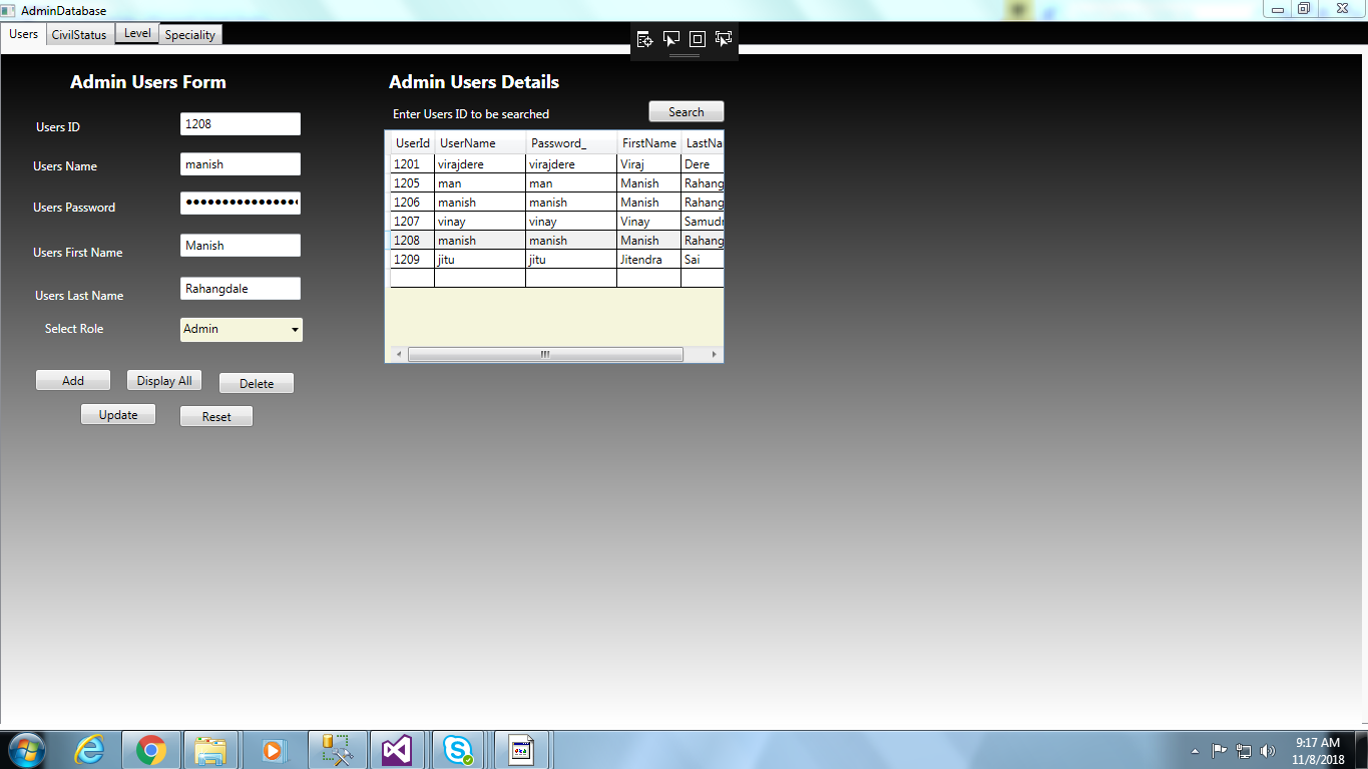 AdminDatabase
Users CivilStatus Level Speciality
Admin Users Form
Users ID 1208
Users Name manish
Users Password
Users First Name Manish
Users Last Name Rahangdale
Select Role Admin
Add Display All Delete
Update Reset
Admin Users Details
Enter Users ID to be searched Search
UserId UserName Password_ FirstName LastNa
1201 virajdere virajdere Viraj Dere
1205 man man Manish Rahang
1206 manish manish Manish Rahang
1207 vinay vinay Vinay Samudr
1208 manish manish Manish Rahang
1209 jitu jitu Jitendra Sai
9:17 AM
11/8/2018